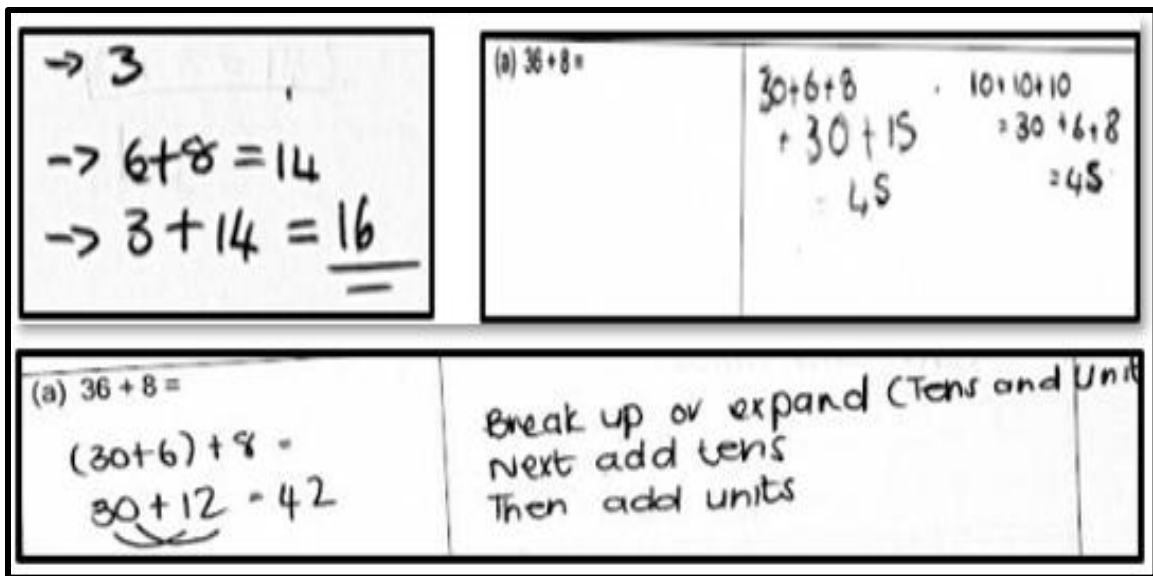 → 3
→ 6+8 = 14
→ 3 + 14 = 16
(a) 36 + 8 =
30+6+8
+ 30 + 15
= 45
10+10+10
= 30 + 6+8
= 45
(a) 36 + 8 =
(30+6) + 8 =
30 + 12 = 42
Break up or expand (Tens and Unit
Next add tens
Then add units